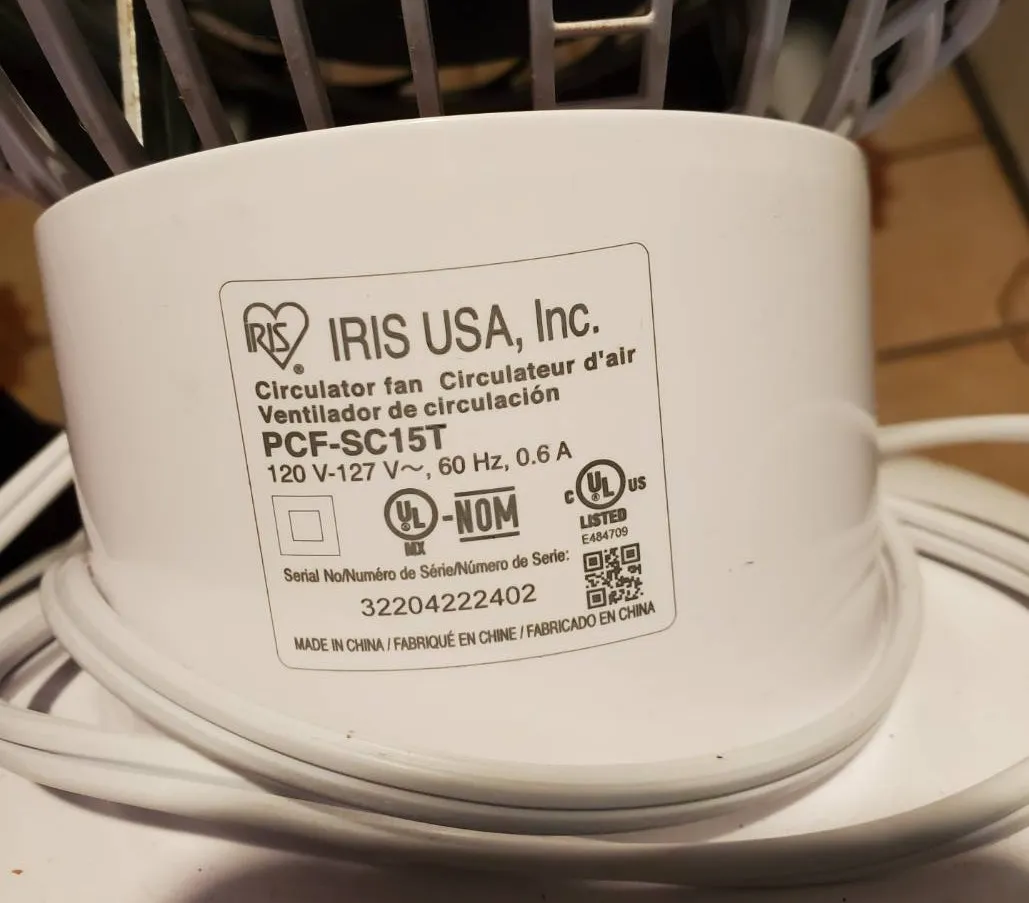 IRIS® IRIS USA, Inc.
Circulator fan Circulateur d'air
Ventilador de circulación
PCF-SC15T
120 V-127 V~, 60 Hz, 0.6 A
UL® MX -NOM
C UL® US
LISTED
E484709
Serial No/Numéro de Série/Número de Serie:
32204222402
MADE IN CHINA / FABRIQUÉ EN CHINE / FABRICADO EN CHINA